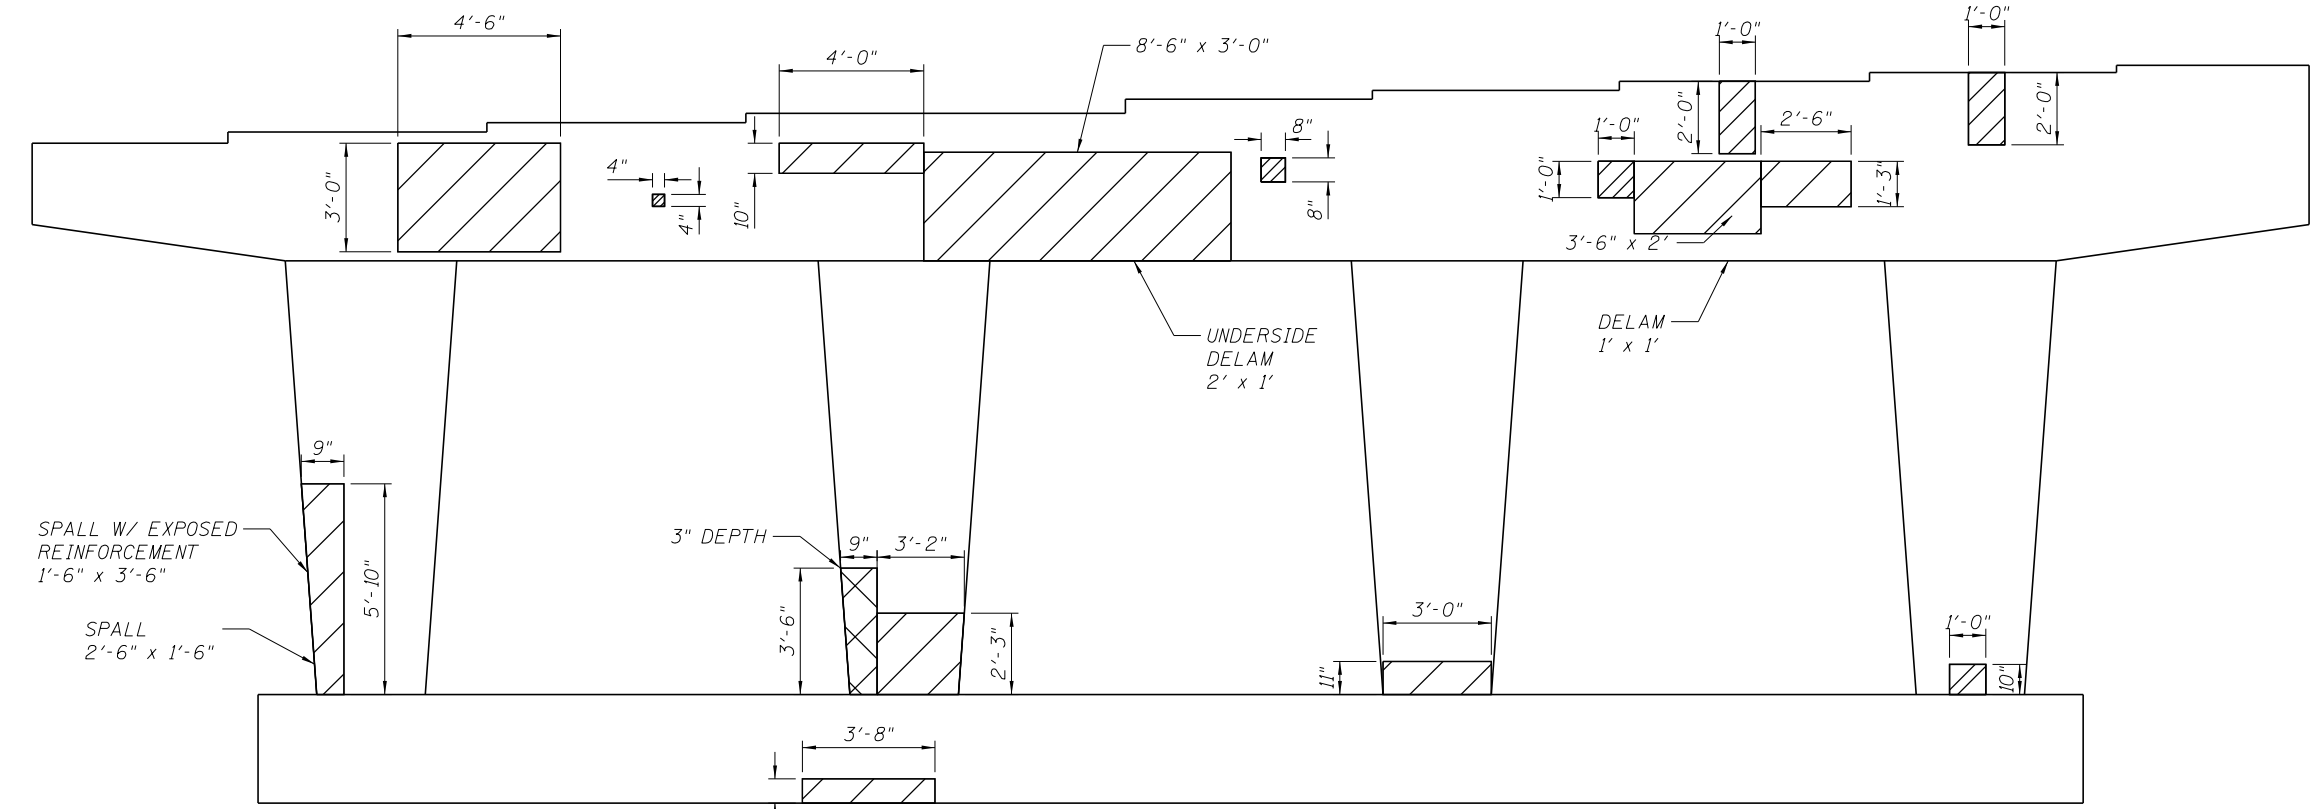 4'-6"
4'-0"
8'-6" x 3'-0"
1'-0"
1'-0"
3'-0"
4"
4"
10"
8"
8"
1'-0"
1'-0"
2'-0"
2'-6"
1'-3"
2'-0"
3'-6" x 2'
UNDERSIDE
DELAM
2' x 1'
DELAM
1' x 1'
9"
SPALL W/ EXPOSED
REINFORCEMENT
1'-6" x 3'-6"
5'-10"
SPALL
2'-6" x 1'-6"
3" DEPTH
9"
3'-2"
3'-6"
2'-3"
3'-0"
11"
1'-0"
10"
3'-8"